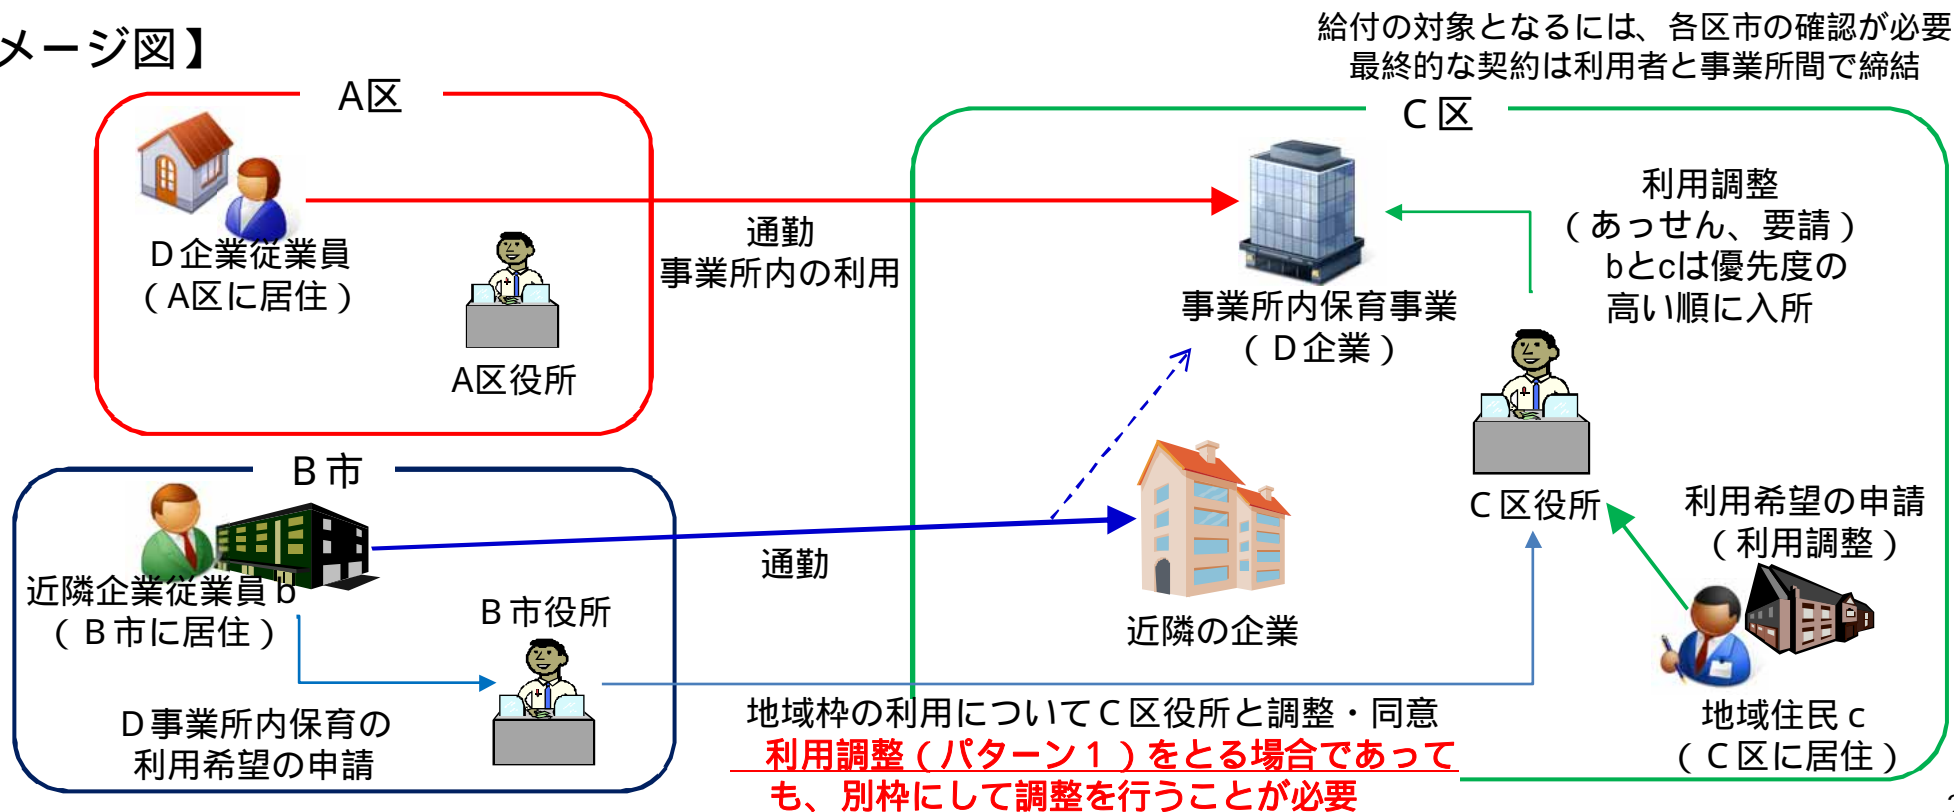 メージ図】
給付の対象となるには、各区市の確認が必要
最終的な契約は利用者と事業所間で締結
A区
D企業従業員
（A区に居住）
A区役所
通勤
事業所内の利用
C区
事業所内保育事業
（D企業）
利用調整
（あっせん、要請）
bとcは優先度の
高い順に入所
C区役所
利用希望の申請
（利用調整）
地域住民c
（C区に居住）
近隣の企業
B市
近隣企業従業員b
（B市に居住）
B市役所
通勤
D事業所内保育の
利用希望の申請
地域枠の利用についてC区役所と調整・同意
利用調整（パターン1）をとる場合であって
も、別枠にして調整を行うことが必要